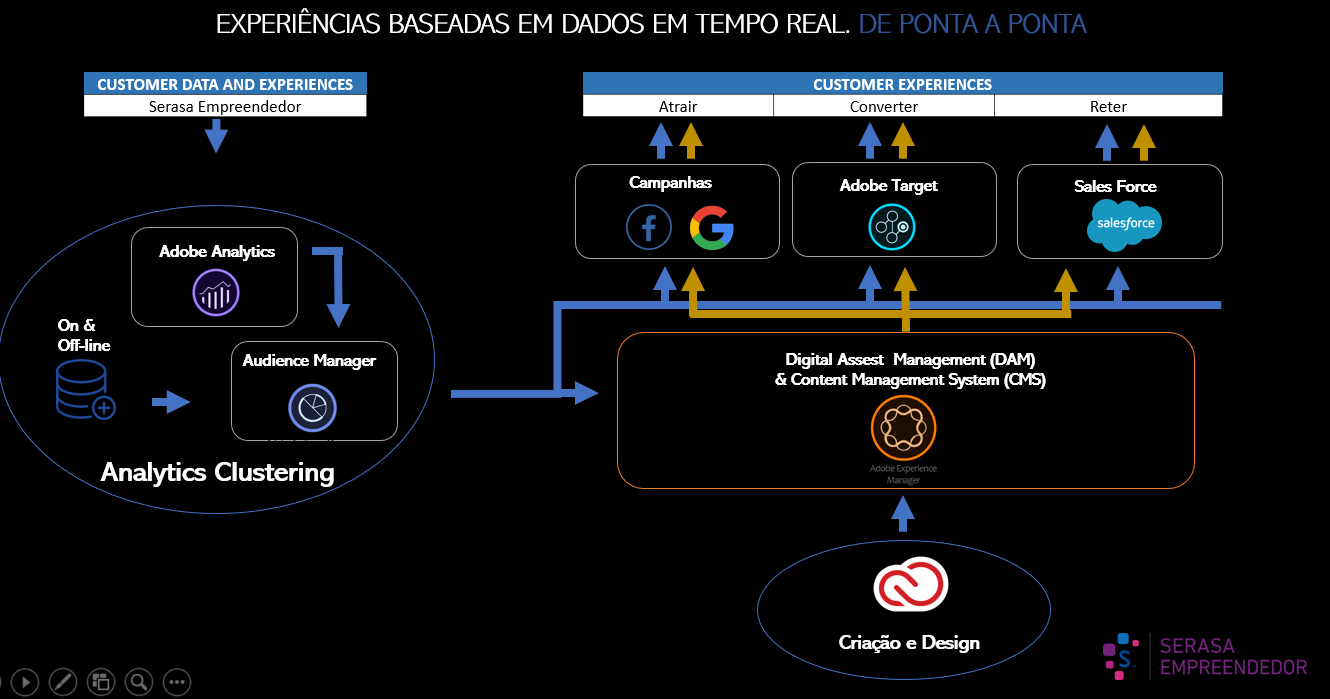 EXPERIÊNCIAS BASEADAS EM DADOS EM TEMPO REAL. DE PONTA A PONTA
CUSTOMER DATA AND EXPERIENCES
Serasa Empreendedor
CUSTOMER EXPERIENCES
Atrair
Converter
Reter
Campanhas
Adobe Target
Sales Force
salesforce
Adobe Analytics
On &
Off-line
Audience Manager
Analytics Clustering
Digital Assest Management (DAM)
& Content Management System (CMS)
Adobe Experience
Manager
Criação e Design
SERASA
EMPREENDEDOR